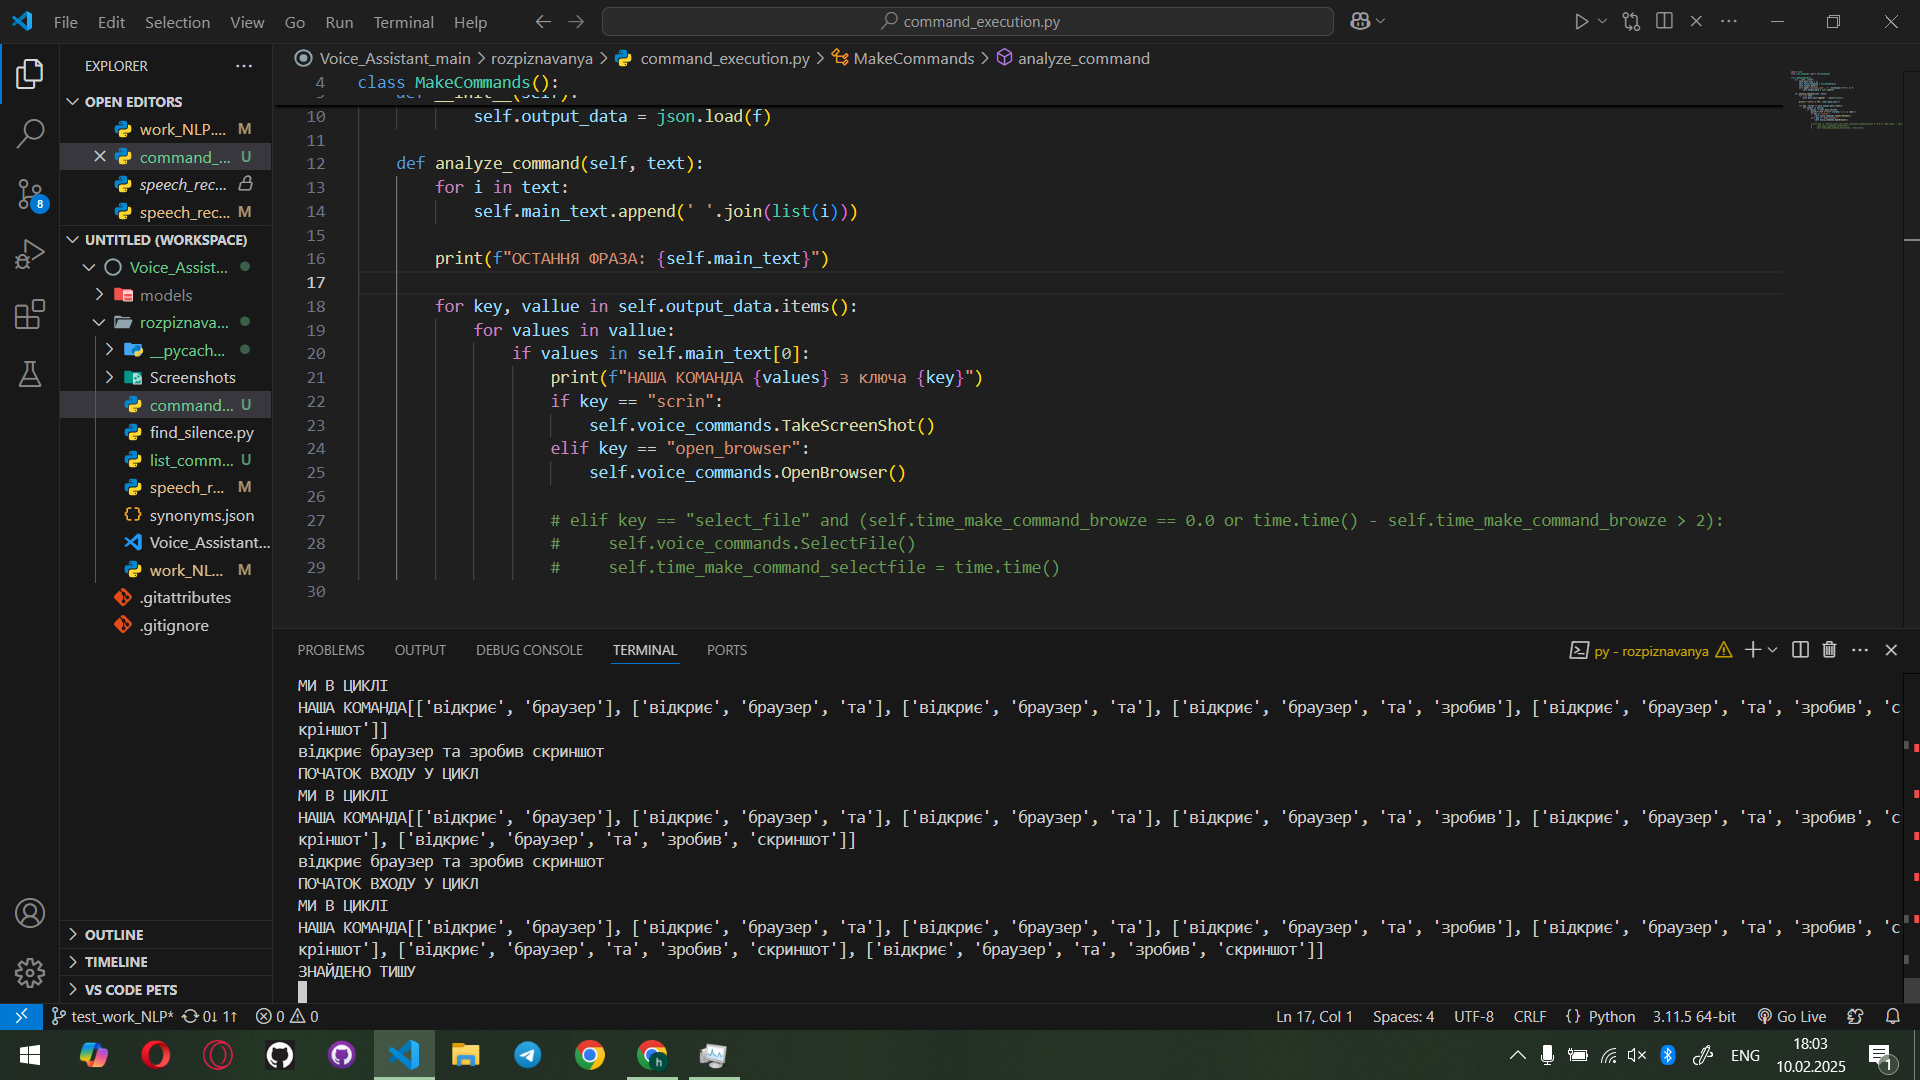 File Edit Selection View Go Run Terminal Help
command_execution.py
EXPLORER
OPEN EDITORS
work_NLP.... M
command_... U
speech_rec...
speech_rec... M
UNTITLED (WORKSPACE)
Voice_Assist...
models
rozpiznava...
__pycach...
Screenshots
command... U
find_silence.py
list_comm... U
speech_r... M
synonyms.json
Voice_Assistant...
work_NL... M
.gitattributes
.gitignore
OUTLINE
TIMELINE
VS CODE PETS
8
Voice_Assistant_main > rozpiznavanya > command_execution.py > MakeCommands > analyze_command
4 class MakeCommands():
def __init__(self):
10 self.output_data = json.load(f)
11
12 def analyze_command(self, text):
13 for i in text:
14 self.main_text.append(' '.join(list(i)))
15
16 print(f"ОСТАННЯ ФРАЗА: {self.main_text}")
17
18 for key, vallue in self.output_data.items():
19 for values in vallue:
20 if values in self.main_text[0]:
21 print(f"НАША КОМАНДА {values} з ключа {key}")
22 if key == "scrin":
23 self.voice_commands.TakeScreenShot()
24 elif key == "open_browser":
25 self.voice_commands.OpenBrowser()
26
27 # elif key == "select_file" and (self.time_make_command_browze == 0.0 or time.time() - self.time_make_command_browze > 2):
28 #     self.voice_commands.SelectFile()
29 #     self.time_make_command_selectfile = time.time()
30
PROBLEMS OUTPUT DEBUG CONSOLE TERMINAL PORTS
py - rozpiznavanya
МИ В ЦИКЛІ
НАША КОМАНДА[['відкриє', 'браузер'], ['відкриє', 'браузер', 'та'], ['відкриє', 'браузер', 'та'], ['відкриє', 'браузер', 'та', 'зробив'], ['відкриє', 'браузер', 'та', 'зробив', 'с
кріншот']]
відкриє браузер та зробив скриншот
ПОЧАТОК ВХОДУ У ЦИКЛ
МИ В ЦИКЛІ
НАША КОМАНДА[['відкриє', 'браузер'], ['відкриє', 'браузер', 'та'], ['відкриє', 'браузер', 'та'], ['відкриє', 'браузер', 'та', 'зробив'], ['відкриє', 'браузер', 'та', 'зробив', 'с
кріншот'], ['відкриє', 'браузер', 'та', 'зробив', 'скриншот']]
відкриє браузер та зробив скриншот
ПОЧАТОК ВХОДУ У ЦИКЛ
МИ В ЦИКЛІ
НАША КОМАНДА[['відкриє', 'браузер'], ['відкриє', 'браузер', 'та'], ['відкриє', 'браузер', 'та'], ['відкриє', 'браузер', 'та', 'зробив'], ['відкриє', 'браузер', 'та', 'зробив', 'с
кріншот'], ['відкриє', 'браузер', 'та', 'зробив', 'скриншот'], ['відкриє', 'браузер', 'та', 'зробив', 'скриншот']]
ЗНАЙДЕНО ТИШУ
test_work_NLP* 0↓ 1↑ 0 0
Ln 17, Col 1 Spaces: 4 UTF-8 CRLF {} Python 3.11.5 64-bit Go Live
ENG
18:03
10.02.2025
1